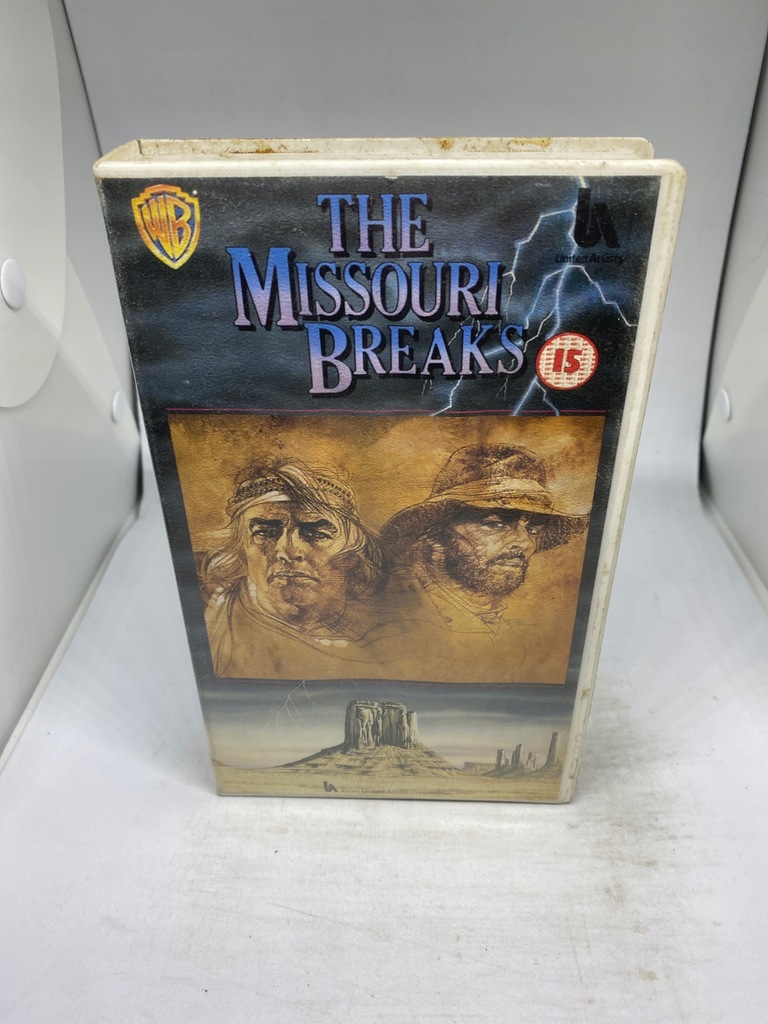 WB
THE
MISSOURI
BREAKS
UA
United Artists
15